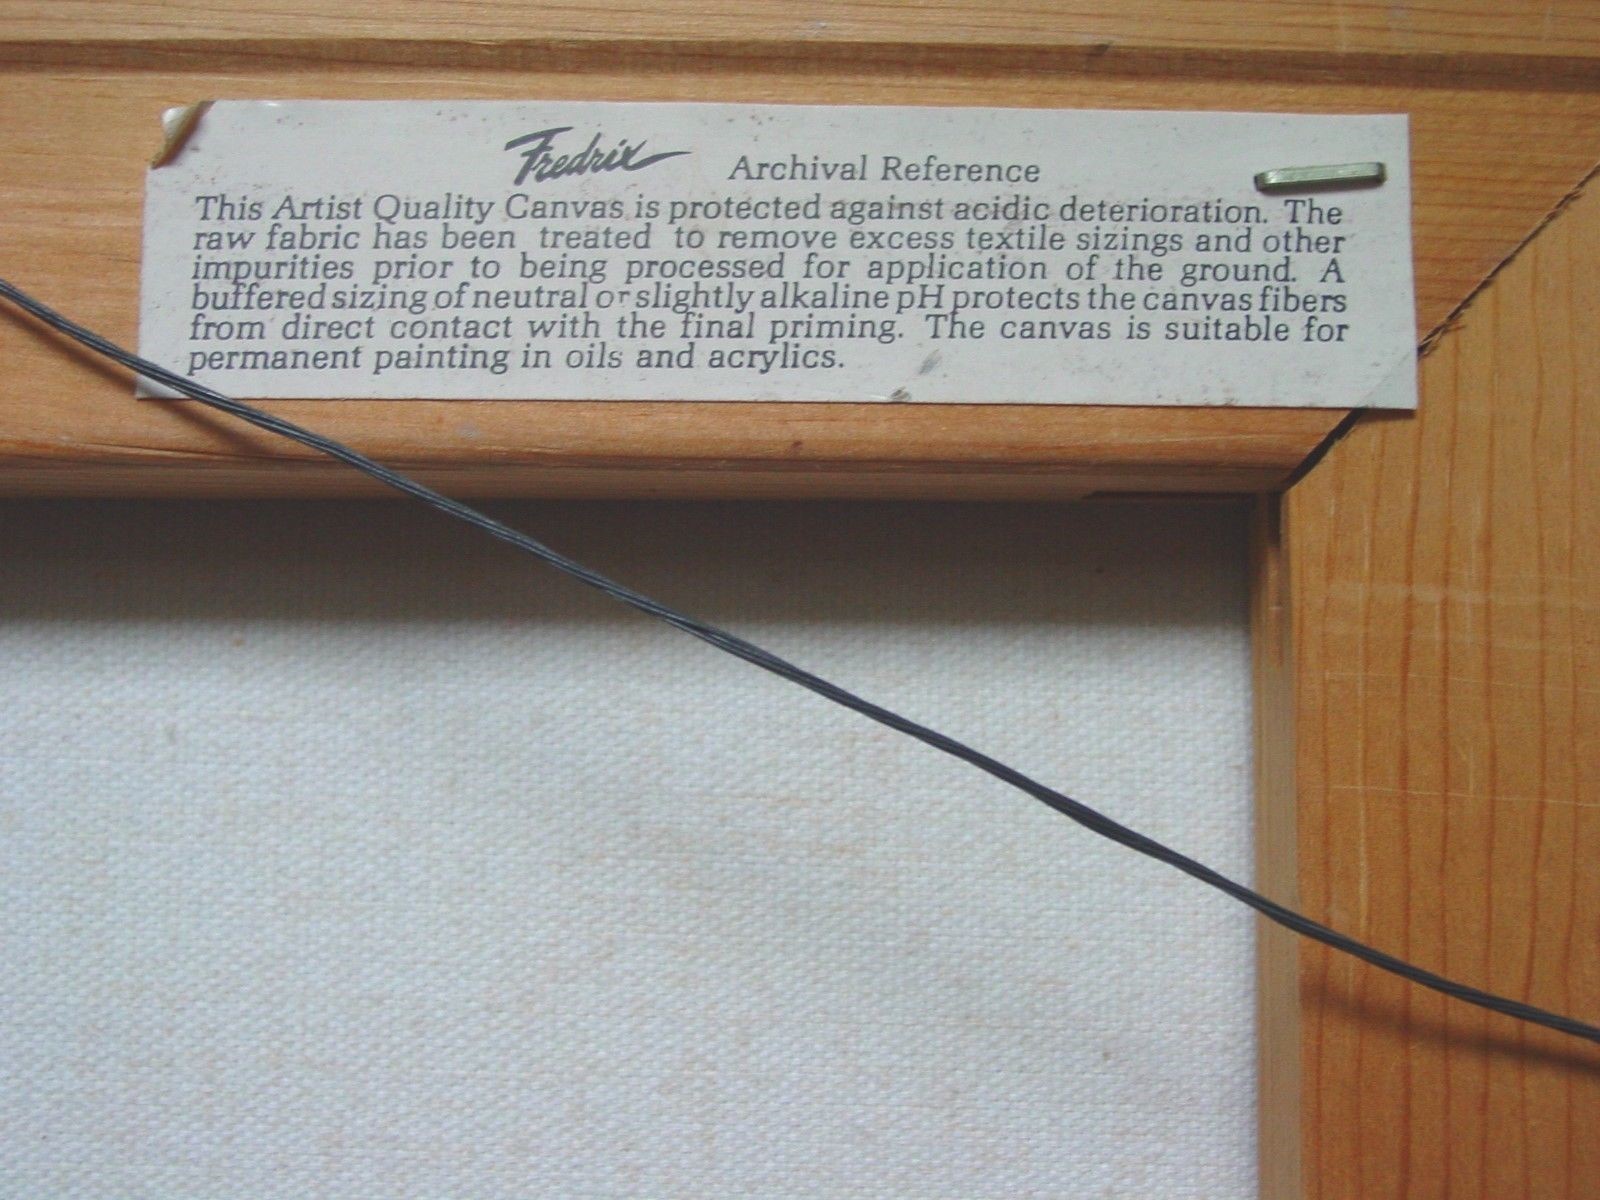 Fredrix Archival Reference
This Artist Quality Canvas is protected against acidic deterioration. The
raw fabric has been treated to remove excess textile sizings and other
impurities prior to being processed for application of the ground. A
buffered sizing of neutral or slightly alkaline pH protects the canvas fibers
from direct contact with the final priming. The canvas is suitable for
permanent painting in oils and acrylics.